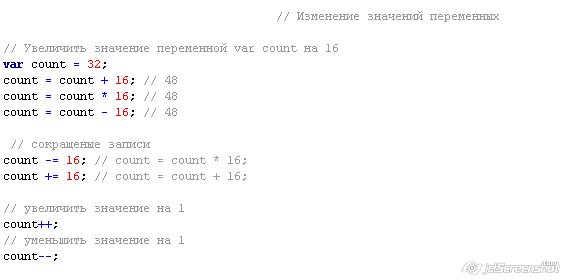 // Изменение значений переменных
// Увеличить значение переменной var count на 16
var count = 32;
count = count + 16; // 48
count = count * 16; // 48
count = count - 16; // 48
// сокращеные записи
count -= 16; // count = count * 16;
count += 16; // count = count + 16;
// увеличить значение на 1
count++;
// уменьшить значение на 1
count--;
jetScreenshot